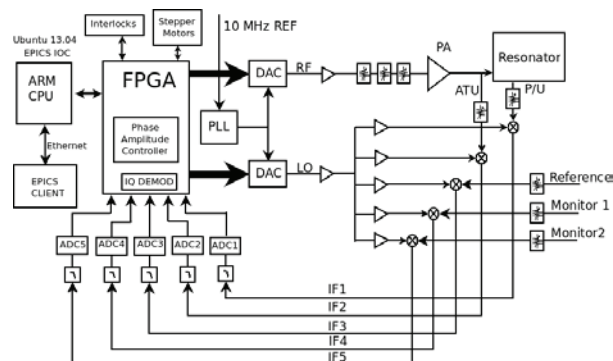 Interlocks
Stepper
Motors
10 MHz REF
Ubuntu 13.04
EPICS IOC
ARM
CPU
FPGA
DAC
RF
PA
Resonator
ATU
P/U
PLL
Phase
Amplitude
Controller
Ethernet
EPICS
CLIENT
IQ DEMOD
DAC
LO
Reference
Monitor 1
Monitor2
ADC5
ADC4
ADC3
ADC2
ADC1
IF1
IF2
IF3
IF4
IF5